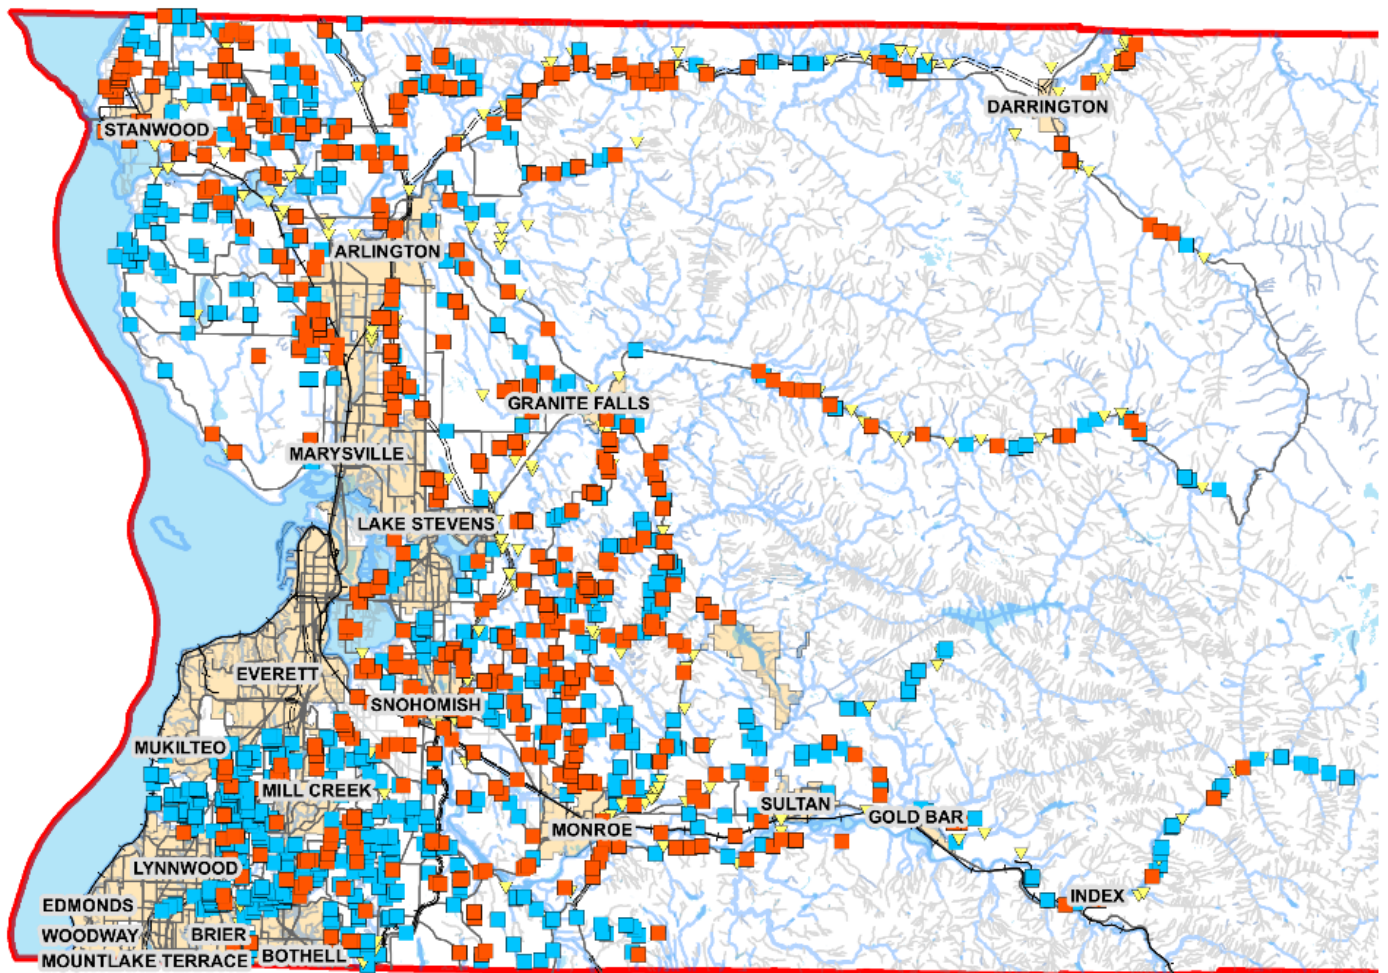 DARRINGTON
STANWOOD
ARLINGTON
GRANITE FALLS
MARYSVILLE
LAKE STEVENS
EVERETT
SNOHOMISH
MUKILTEO
MILL CREEK
SULTAN
GOLD BAR
MONROE
LYNNWOOD
INDEX
EDMONDS
WOODWAY
BRIER
BOTHELL
MOUNTLAKE TERRACE